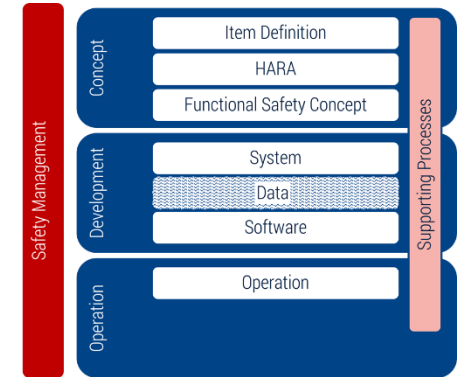 Safety Management
Concept
Item Definition
HARA
Functional Safety Concept
Supporting Processes
Development
System
Data
Software
Operation
Operation